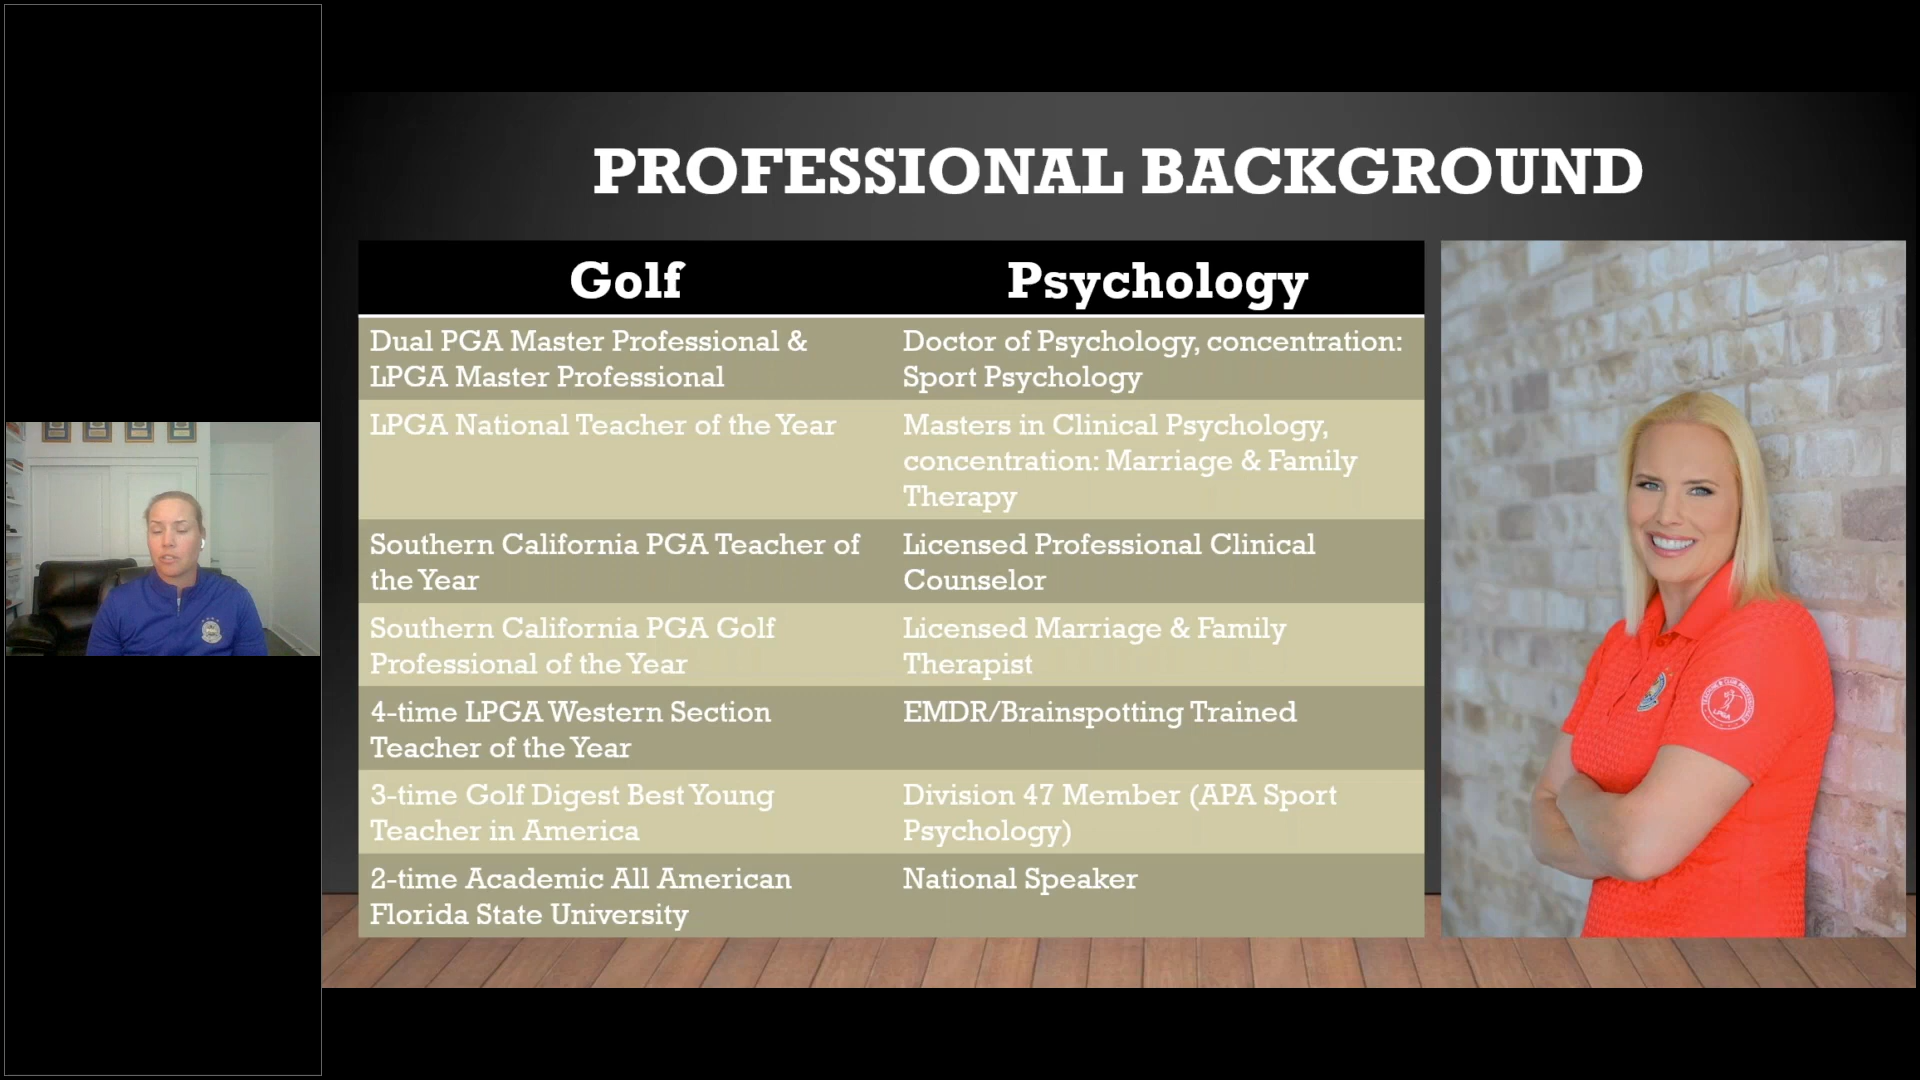 PROFESSIONAL BACKGROUND
Golf
Psychology
Dual PGA Master Professional &
LPGA Master Professional
Doctor of Psychology, concentration:
Sport Psychology
LPGA National Teacher of the Year
Masters in Clinical Psychology,
concentration: Marriage & Family
Therapy
Southern California PGA Teacher of
the Year
Licensed Professional Clinical
Counselor
Southern California PGA Golf
Professional of the Year
Licensed Marriage & Family
Therapist
4-time LPGA Western Section
Teacher of the Year
EMDR/Brainspotting Trained
3-time Golf Digest Best Young
Teacher in America
Division 47 Member (APA Sport
Psychology)
2-time Academic All American
Florida State University
National Speaker
LPGA